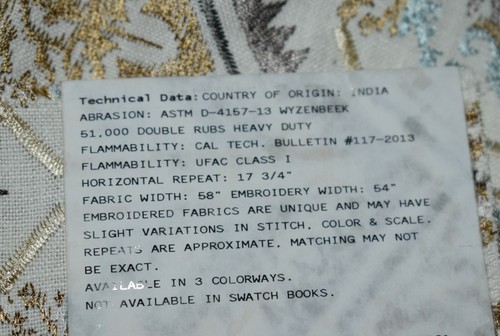 Technical Data: COUNTRY OF ORIGIN: INDIA
ABRASION: ASTM D-4157-13 WYZENBEEK
51,000 DOUBLE RUBS HEAVY DUTY
FLAMMABILITY: CAL TECH. BULLETIN #117-2013
FLAMMABILITY: UFAC CLASS I
HORIZONTAL REPEAT: 17 3/4"
FABRIC WIDTH: 58" EMBROIDERY WIDTH: 54"
EMBROIDERED FABRICS ARE UNIQUE AND MAY HAVE
SLIGHT VARIATIONS IN STITCH, COLOR & SCALE.
REPEATS ARE APPROXIMATE, MATCHING MAY NOT
BE EXACT.
AVAILABLE IN 3 COLORWAYS.
NOT AVAILABLE IN SWATCH BOOKS.